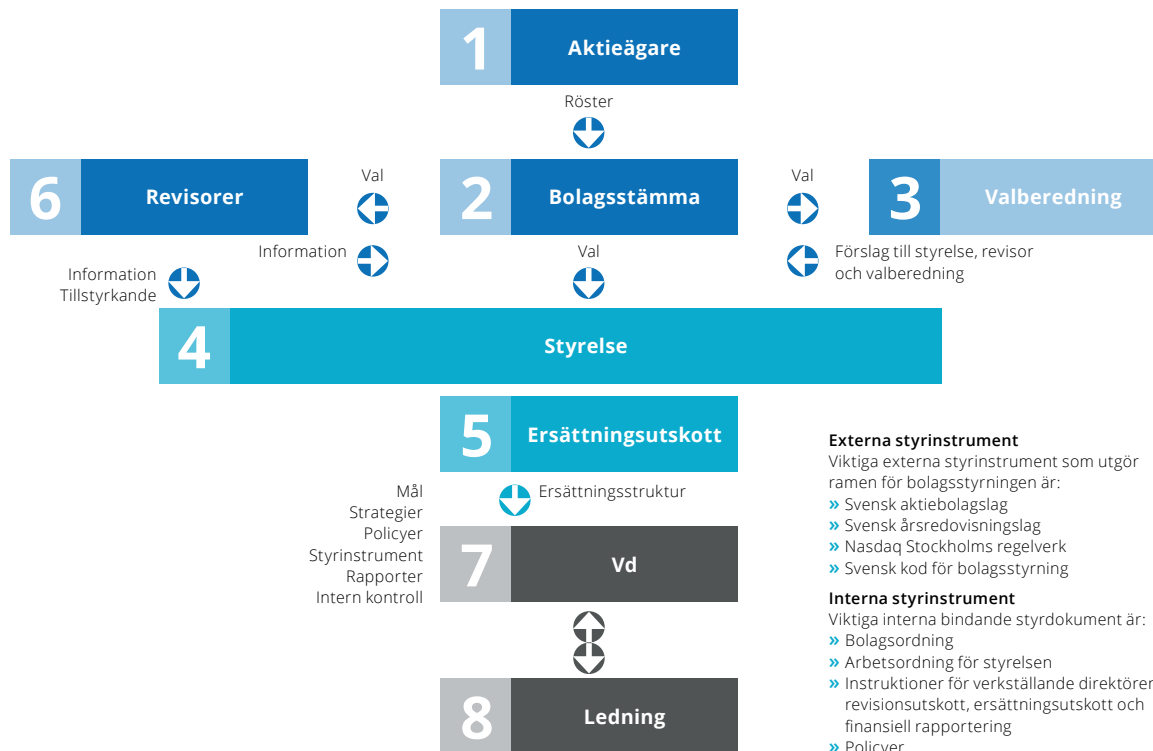 1
Aktieägare
Röster
6
Revisorer
Val
2
Bolagsstämma
Val
3
Valberedning
Information
Val
Förslag till styrelse, revisor
och valberedning
Information
Tillstyrkande
4
Styrelse
5
Ersättningsutskott
Mål
Strategier
Policyer
Styrinstrument
Rapporter
Intern kontroll
Ersättningsstruktur
7
Vd
8
Ledning
Externa styrinstrument
Viktiga externa styrinstrument som utgör
ramen för bolagsstyrningen är:
» Svensk aktiebolagslag
» Svensk årsredovisningslag
» Nasdaq Stockholms regelverk
» Svensk kod för bolagsstyrning
Interna styrinstrument
Viktiga interna bindande styrdokument är:
» Bolagsordning
» Arbetsordning för styrelsen
» Instruktioner för verkställande direktören
revisionsutskott, ersättningsutskott och
finansiell rapportering
» Policyer